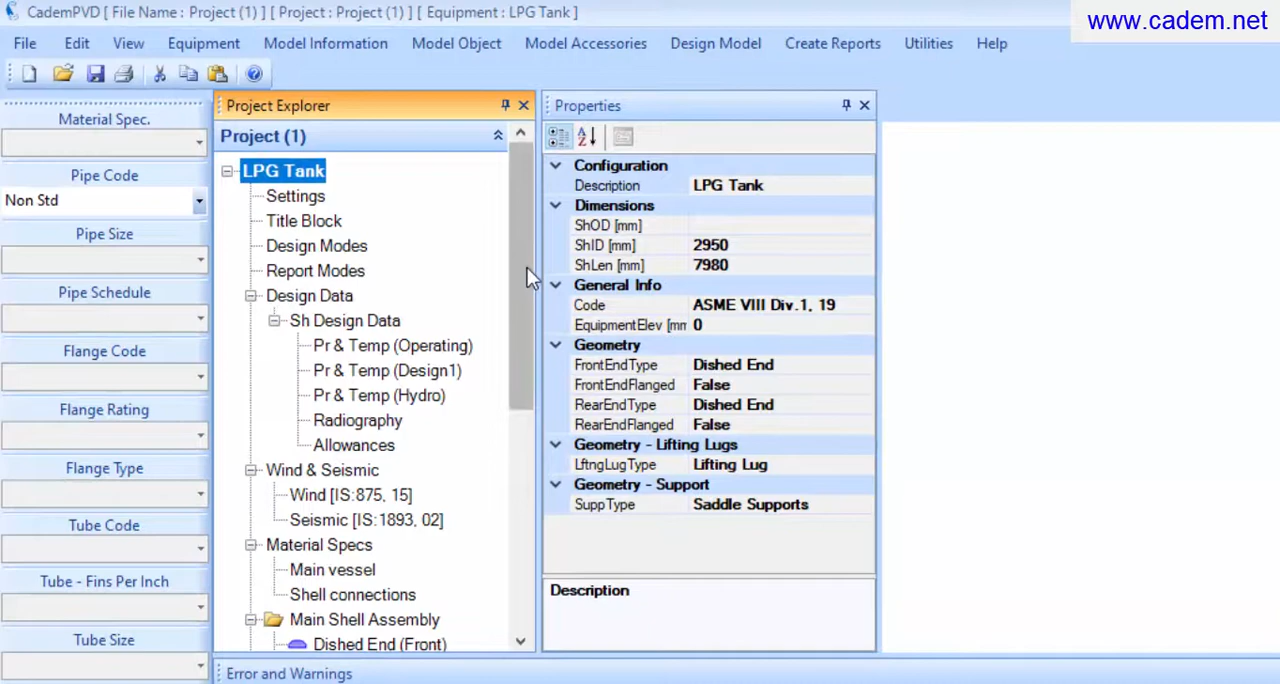 CademPVD [ File Name : Project (1) ] [ Project : Project (1) ] [ Equipment : LPG Tank ]
www.cadem.net
File Edit View Equipment Model Information Model Object Model Accessories Design Model Create Reports Utilities Help
Material Spec.
Pipe Code
Non Std
Pipe Size
Pipe Schedule
Flange Code
Flange Rating
Flange Type
Tube Code
Tube - Fins Per Inch
Tube Size
Project Explorer
Project (1)
LPG Tank
Settings
Title Block
Design Modes
Report Modes
Design Data
Sh Design Data
Pr & Temp (Operating)
Pr & Temp (Design1)
Pr & Temp (Hydro)
Radiography
Allowances
Wind & Seismic
Wind [IS:875, 15]
Seismic [IS:1893, 02]
Material Specs
Main vessel
Shell connections
Main Shell Assembly
Dished End (Front)
Properties
Configuration
Description LPG Tank
Dimensions
ShOD [mm]
ShID [mm] 2950
ShLen [mm] 7980
General Info
Code ASME VIII Div.1, 19
EquipmentElev [mm 0
Geometry
FrontEndType Dished End
FrontEndFlanged False
RearEndType Dished End
RearEndFlanged False
Geometry - Lifting Lugs
LftngLugType Lifting Lug
Geometry - Support
SuppType Saddle Supports
Description
Error and Warnings